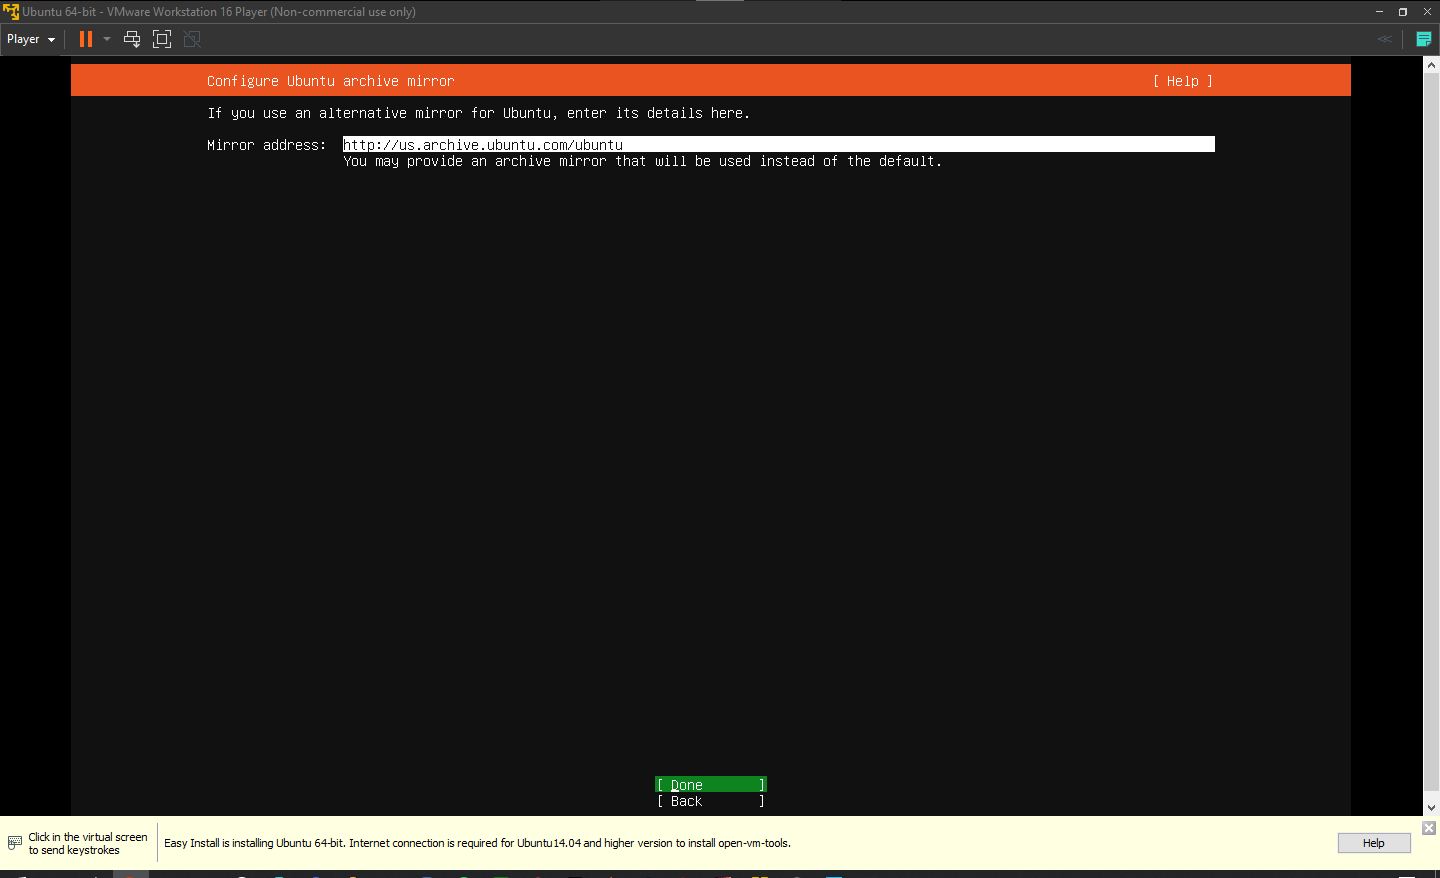 Ubuntu 64-bit - VMware Workstation 16 Player (Non-commercial use only)
Player
Configure Ubuntu archive mirror [ Help ]
If you use an alternative mirror for Ubuntu, enter its details here.
Mirror address: http://us.archive.ubuntu.com/ubuntu
You may provide an archive mirror that will be used instead of the default.
[ Done ]
[ Back ]
Click in the virtual screen
to send keystrokes
Easy Install is installing Ubuntu 64-bit. Internet connection is required for Ubuntu14.04 and higher version to install open-vm-tools.
Help